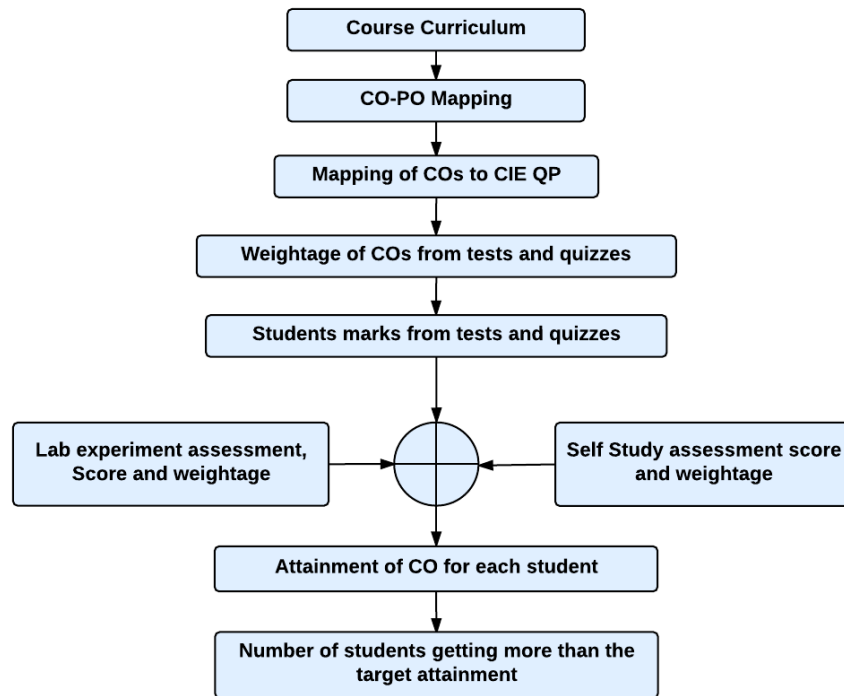 Course Curriculum
CO-PO Mapping
Mapping of COs to CIE QP
Weightage of COs from tests and quizzes
Students marks from tests and quizzes
Lab experiment assessment,
Score and weightage
Self Study assessment score
and weightage
Attainment of CO for each student
Number of students getting more than the
target attainment